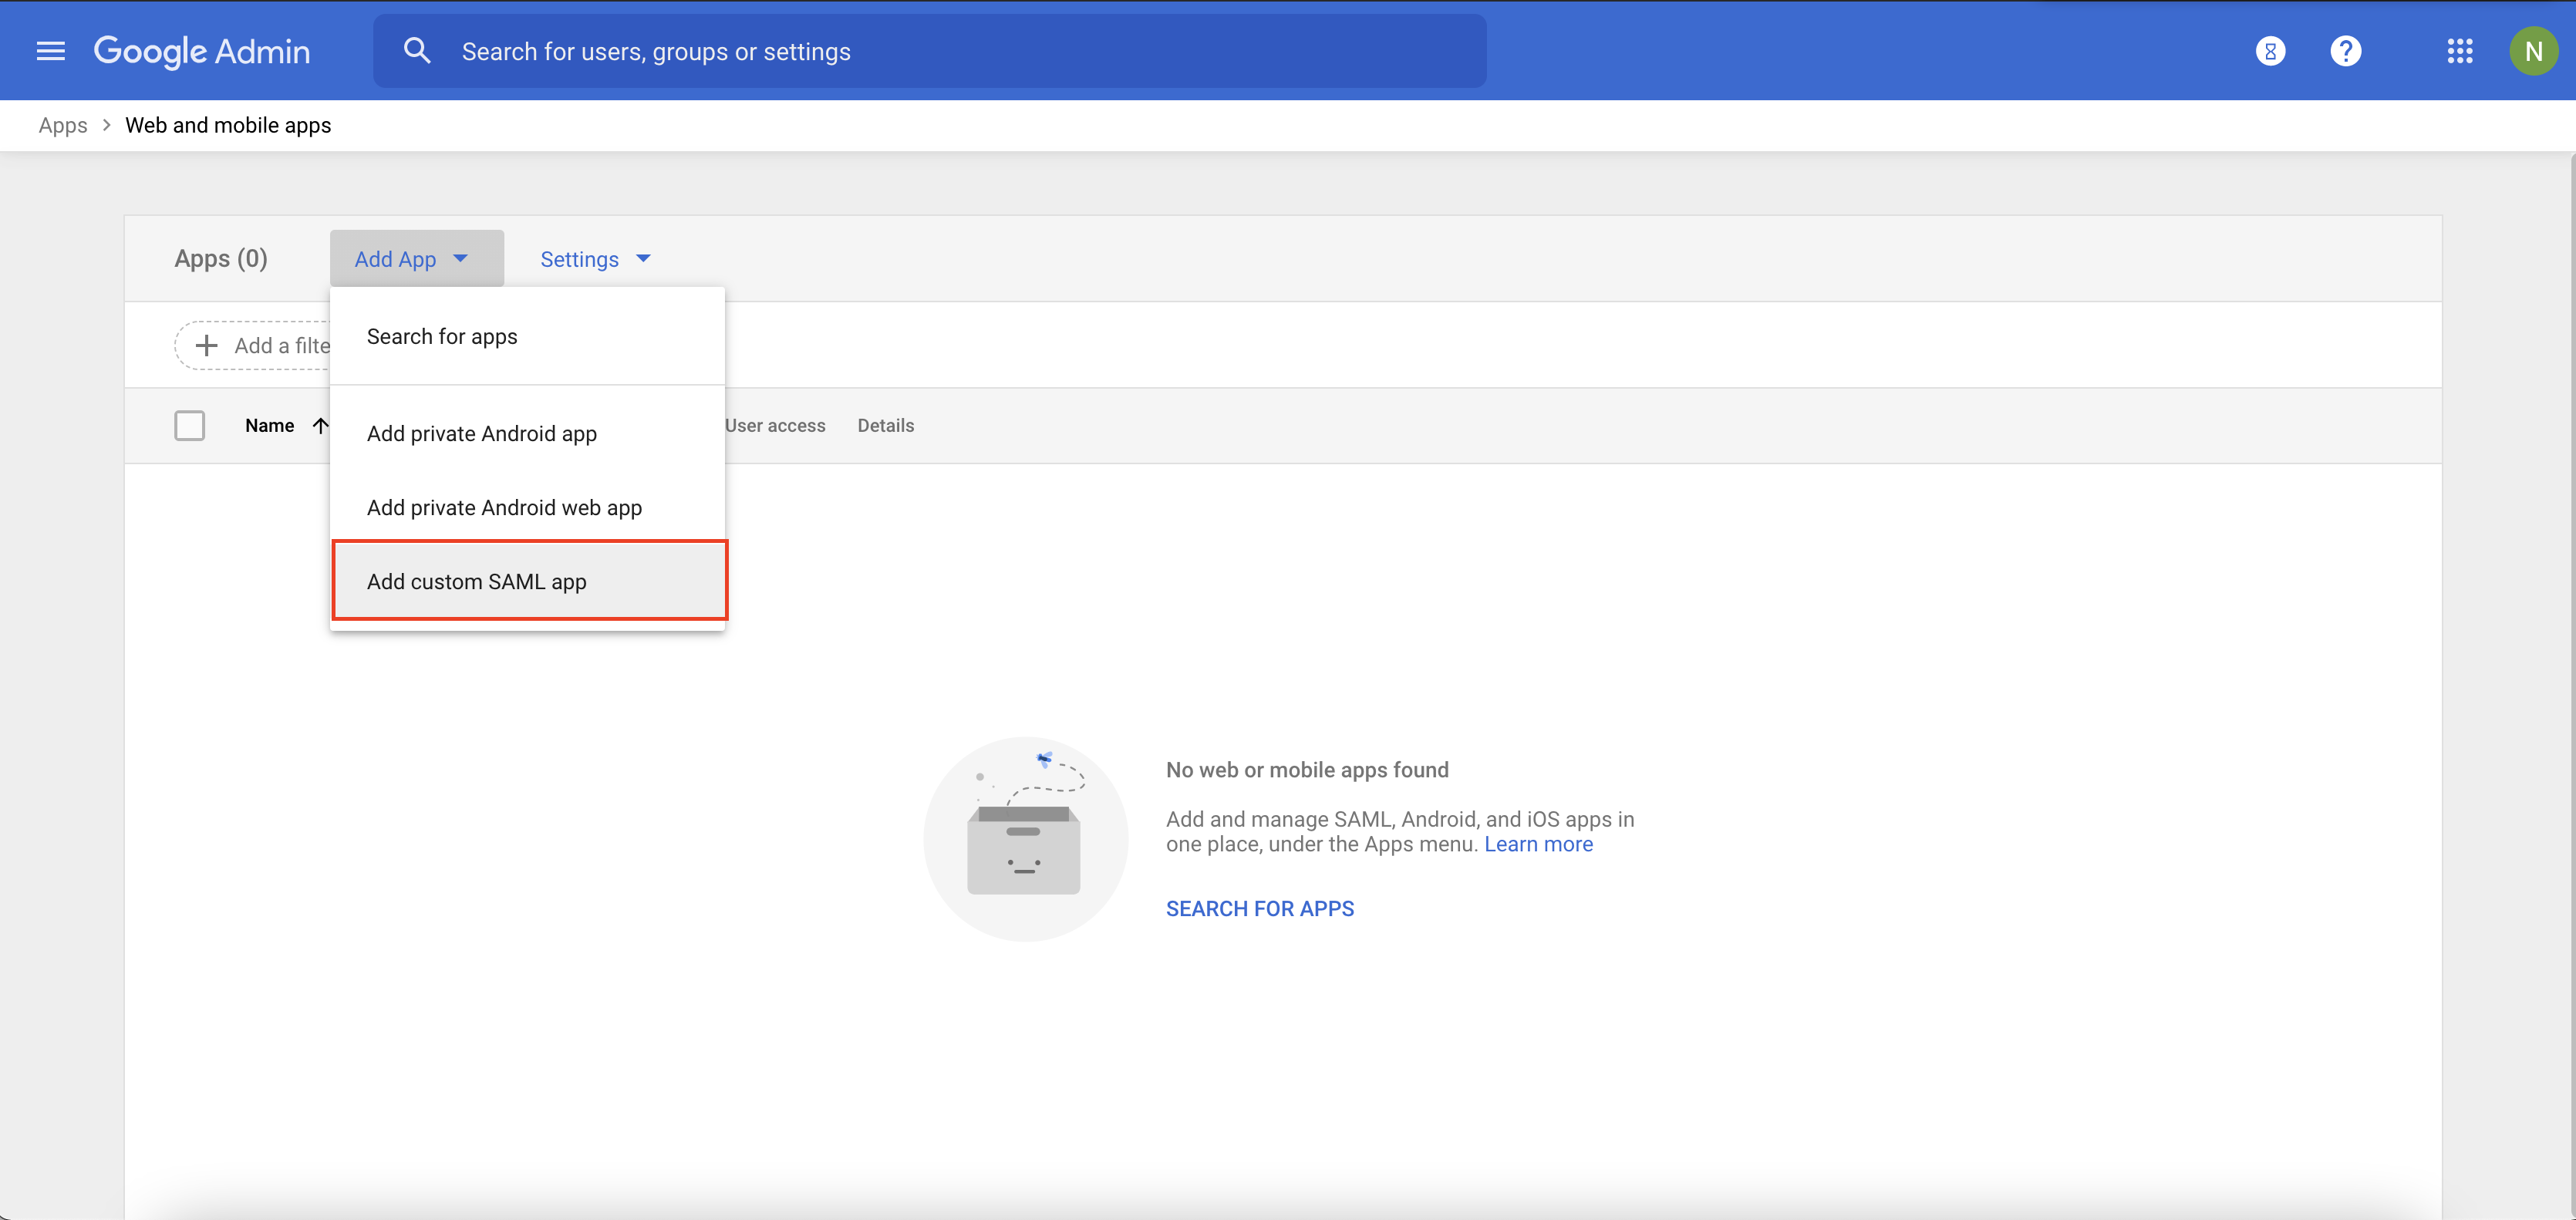 Google Admin
Search for users, groups or settings
N
Apps > Web and mobile apps
Apps (0)
Add App
Settings
Search for apps
Add a filte
Name
User access
Details
Add private Android app
Add private Android web app
Add custom SAML app
No web or mobile apps found
Add and manage SAML, Android, and iOS apps in
one place, under the Apps menu. Learn more
SEARCH FOR APPS